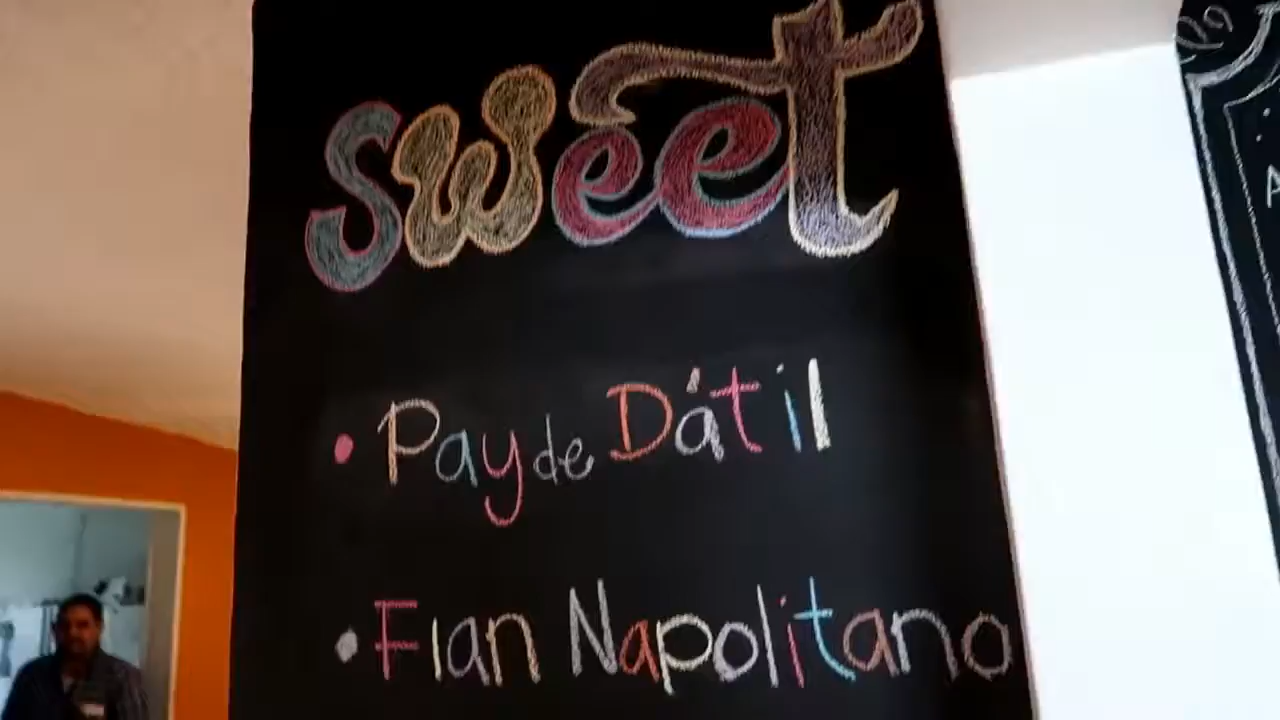 sweet
• Pay de Dátil
• Flan Napolitano